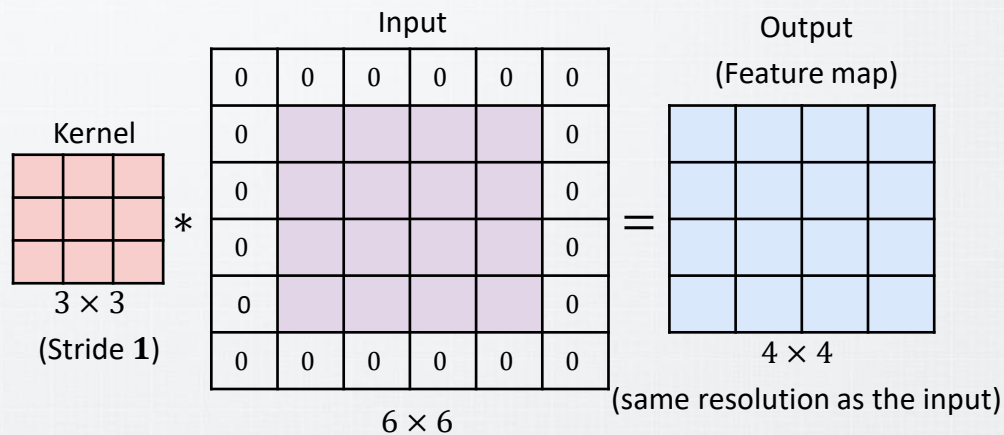 Input
Output
(Feature map)
0 0 0 0 0 0
Kernel
0 0
0 0
∗
0 0
=
0 0
3 × 3
(Stride 1)
0 0 0 0 0 0
4 × 4
(same resolution as the input)
6 × 6